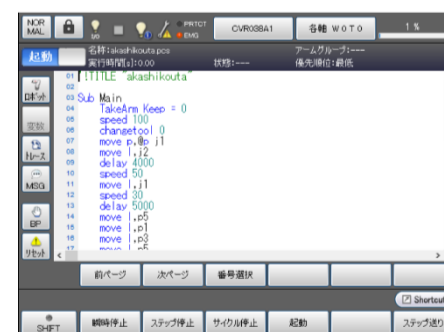 NOR
MAL
PRTCT
EMG
CVR038A1
各軸 W0T0
1 %
起動
名称:akashikouta.pcs
アームグループ:---
実行時間[s]:0.00
状態:---
優先順位:最低
ロボット
変数
トレース
MSG
BP
リセット
01 '!TITLE "akashikouta"
02
03 Sub Main
04 TakeArm Keep = 0
05 speed 100
06 changetool 0
07 move p,@p j1
08 move l,j2
09 delay 4000
10 speed 50
11 move l,j1
12 speed 30
13 delay 5000
14 move l,p5
15 move l,p1
16 move l,p3
17 move l,p5
前ページ
次ページ
番号選択
Shortcut
SHIFT
瞬時停止
ステップ停止
サイクル停止
起動
ステップ送り